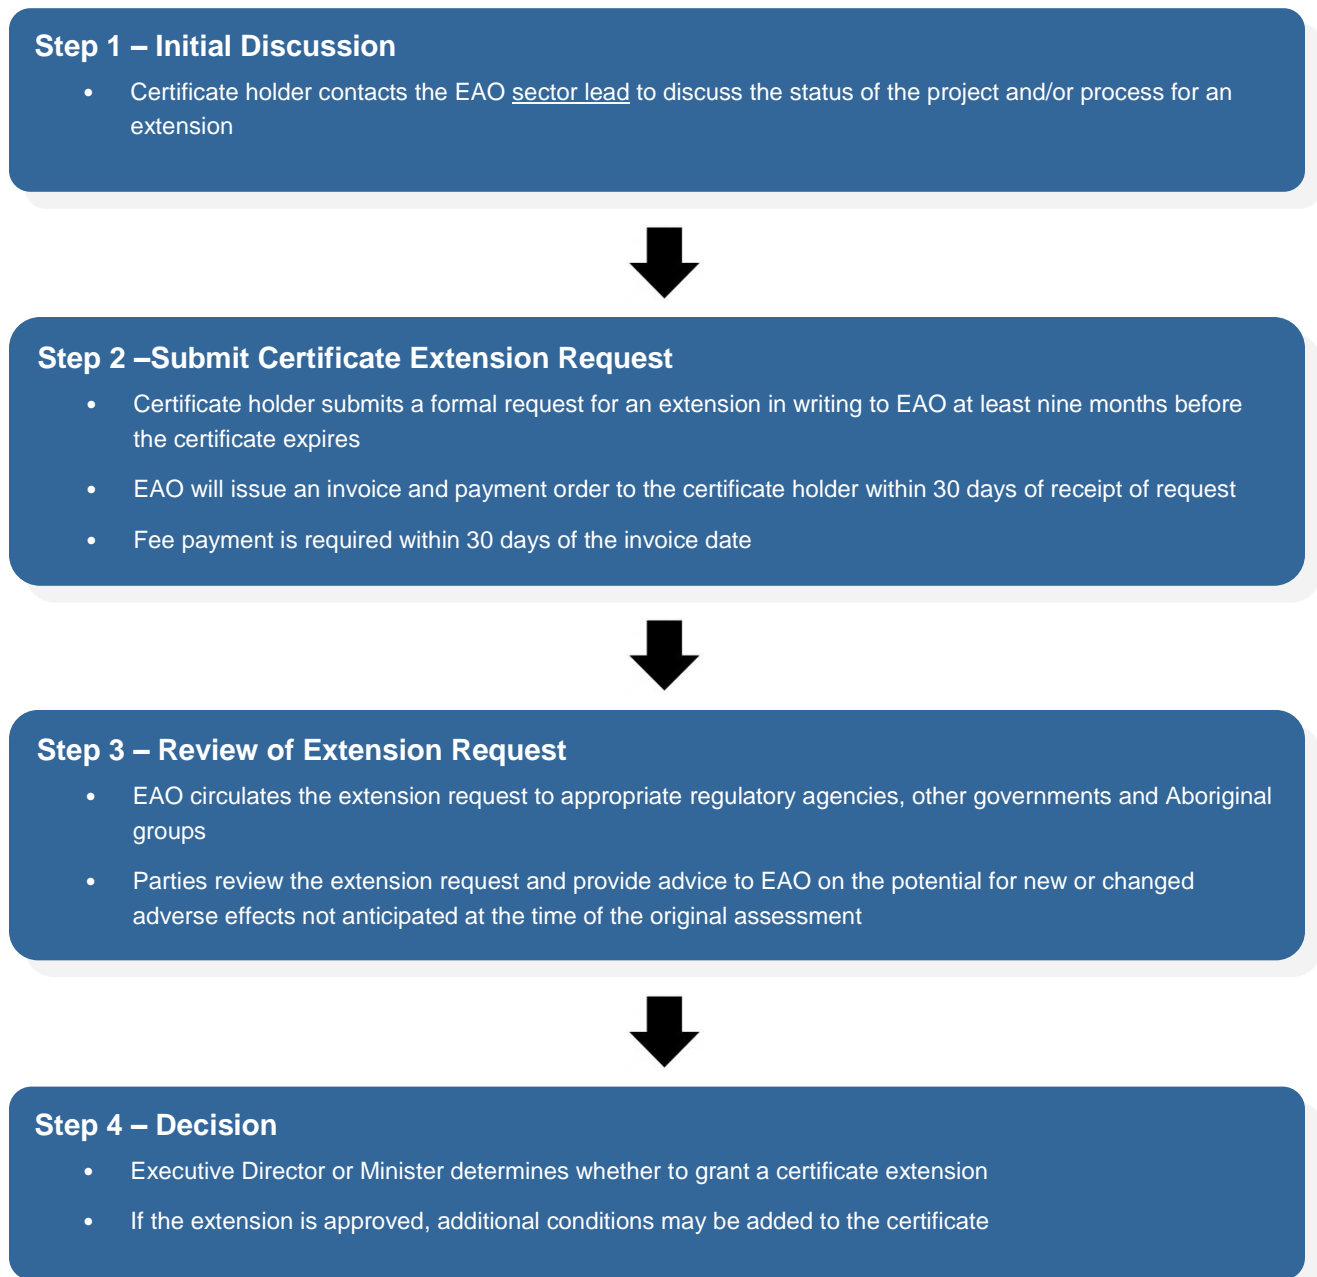 Step 1 – Initial Discussion
• Certificate holder contacts the EAO sector lead to discuss the status of the project and/or process for an
extension
Step 2 –Submit Certificate Extension Request
• Certificate holder submits a formal request for an extension in writing to EAO at least nine months before
the certificate expires
• EAO will issue an invoice and payment order to the certificate holder within 30 days of receipt of request
• Fee payment is required within 30 days of the invoice date
Step 3 – Review of Extension Request
• EAO circulates the extension request to appropriate regulatory agencies, other governments and Aboriginal
groups
• Parties review the extension request and provide advice to EAO on the potential for new or changed
adverse effects not anticipated at the time of the original assessment
Step 4 – Decision
• Executive Director or Minister determines whether to grant a certificate extension
• If the extension is approved, additional conditions may be added to the certificate